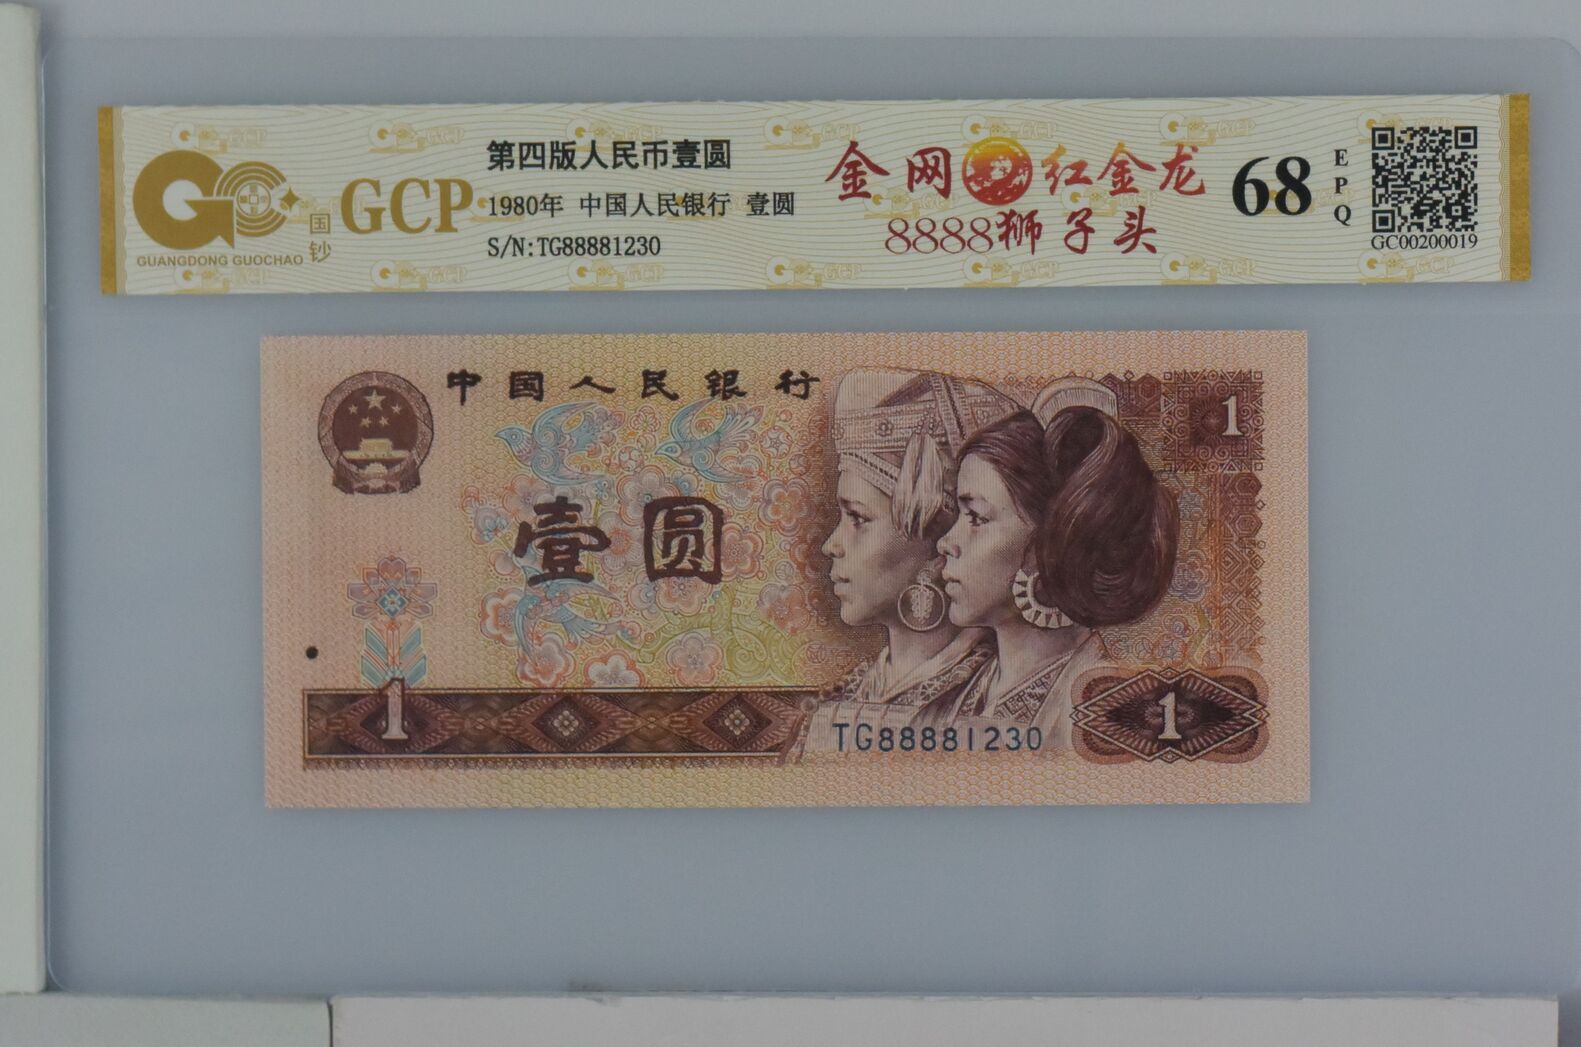 GCP
国钞
GUANGDONG GUOCHAO
第四版人民币壹圆
1980年 中国人民银行 壹圆
S/N:TG88881230
金网 红金龙
8888狮子头
68
EPQ
GC00200019
中国人民银行
1
壹圆
1
TG88881230
1